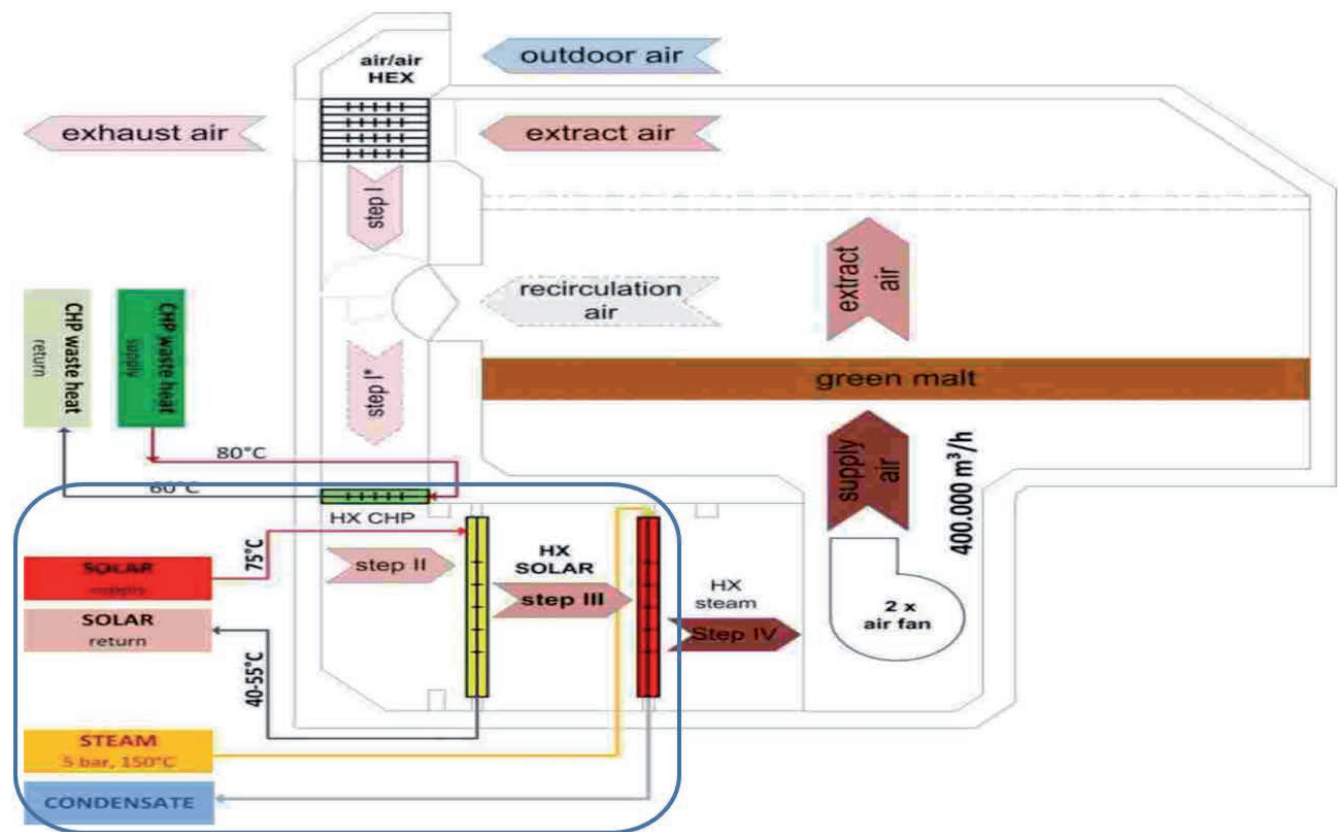 air/air
HEX
outdoor air
exhaust air
extract air
step I
recirculation
air
extract
air
CHP waste heat
return
CHP waste heat
supply
step I*
green malt
80°C
60°C
supply
air
400.000 m³/h
HX CHP
SOLAR
supply
75°C
step II
HX
SOLAR
step III
HX
steam
Step IV
2 x
air fan
SOLAR
return
40-55°C
STEAM
5 bar, 150°C
CONDENSATE